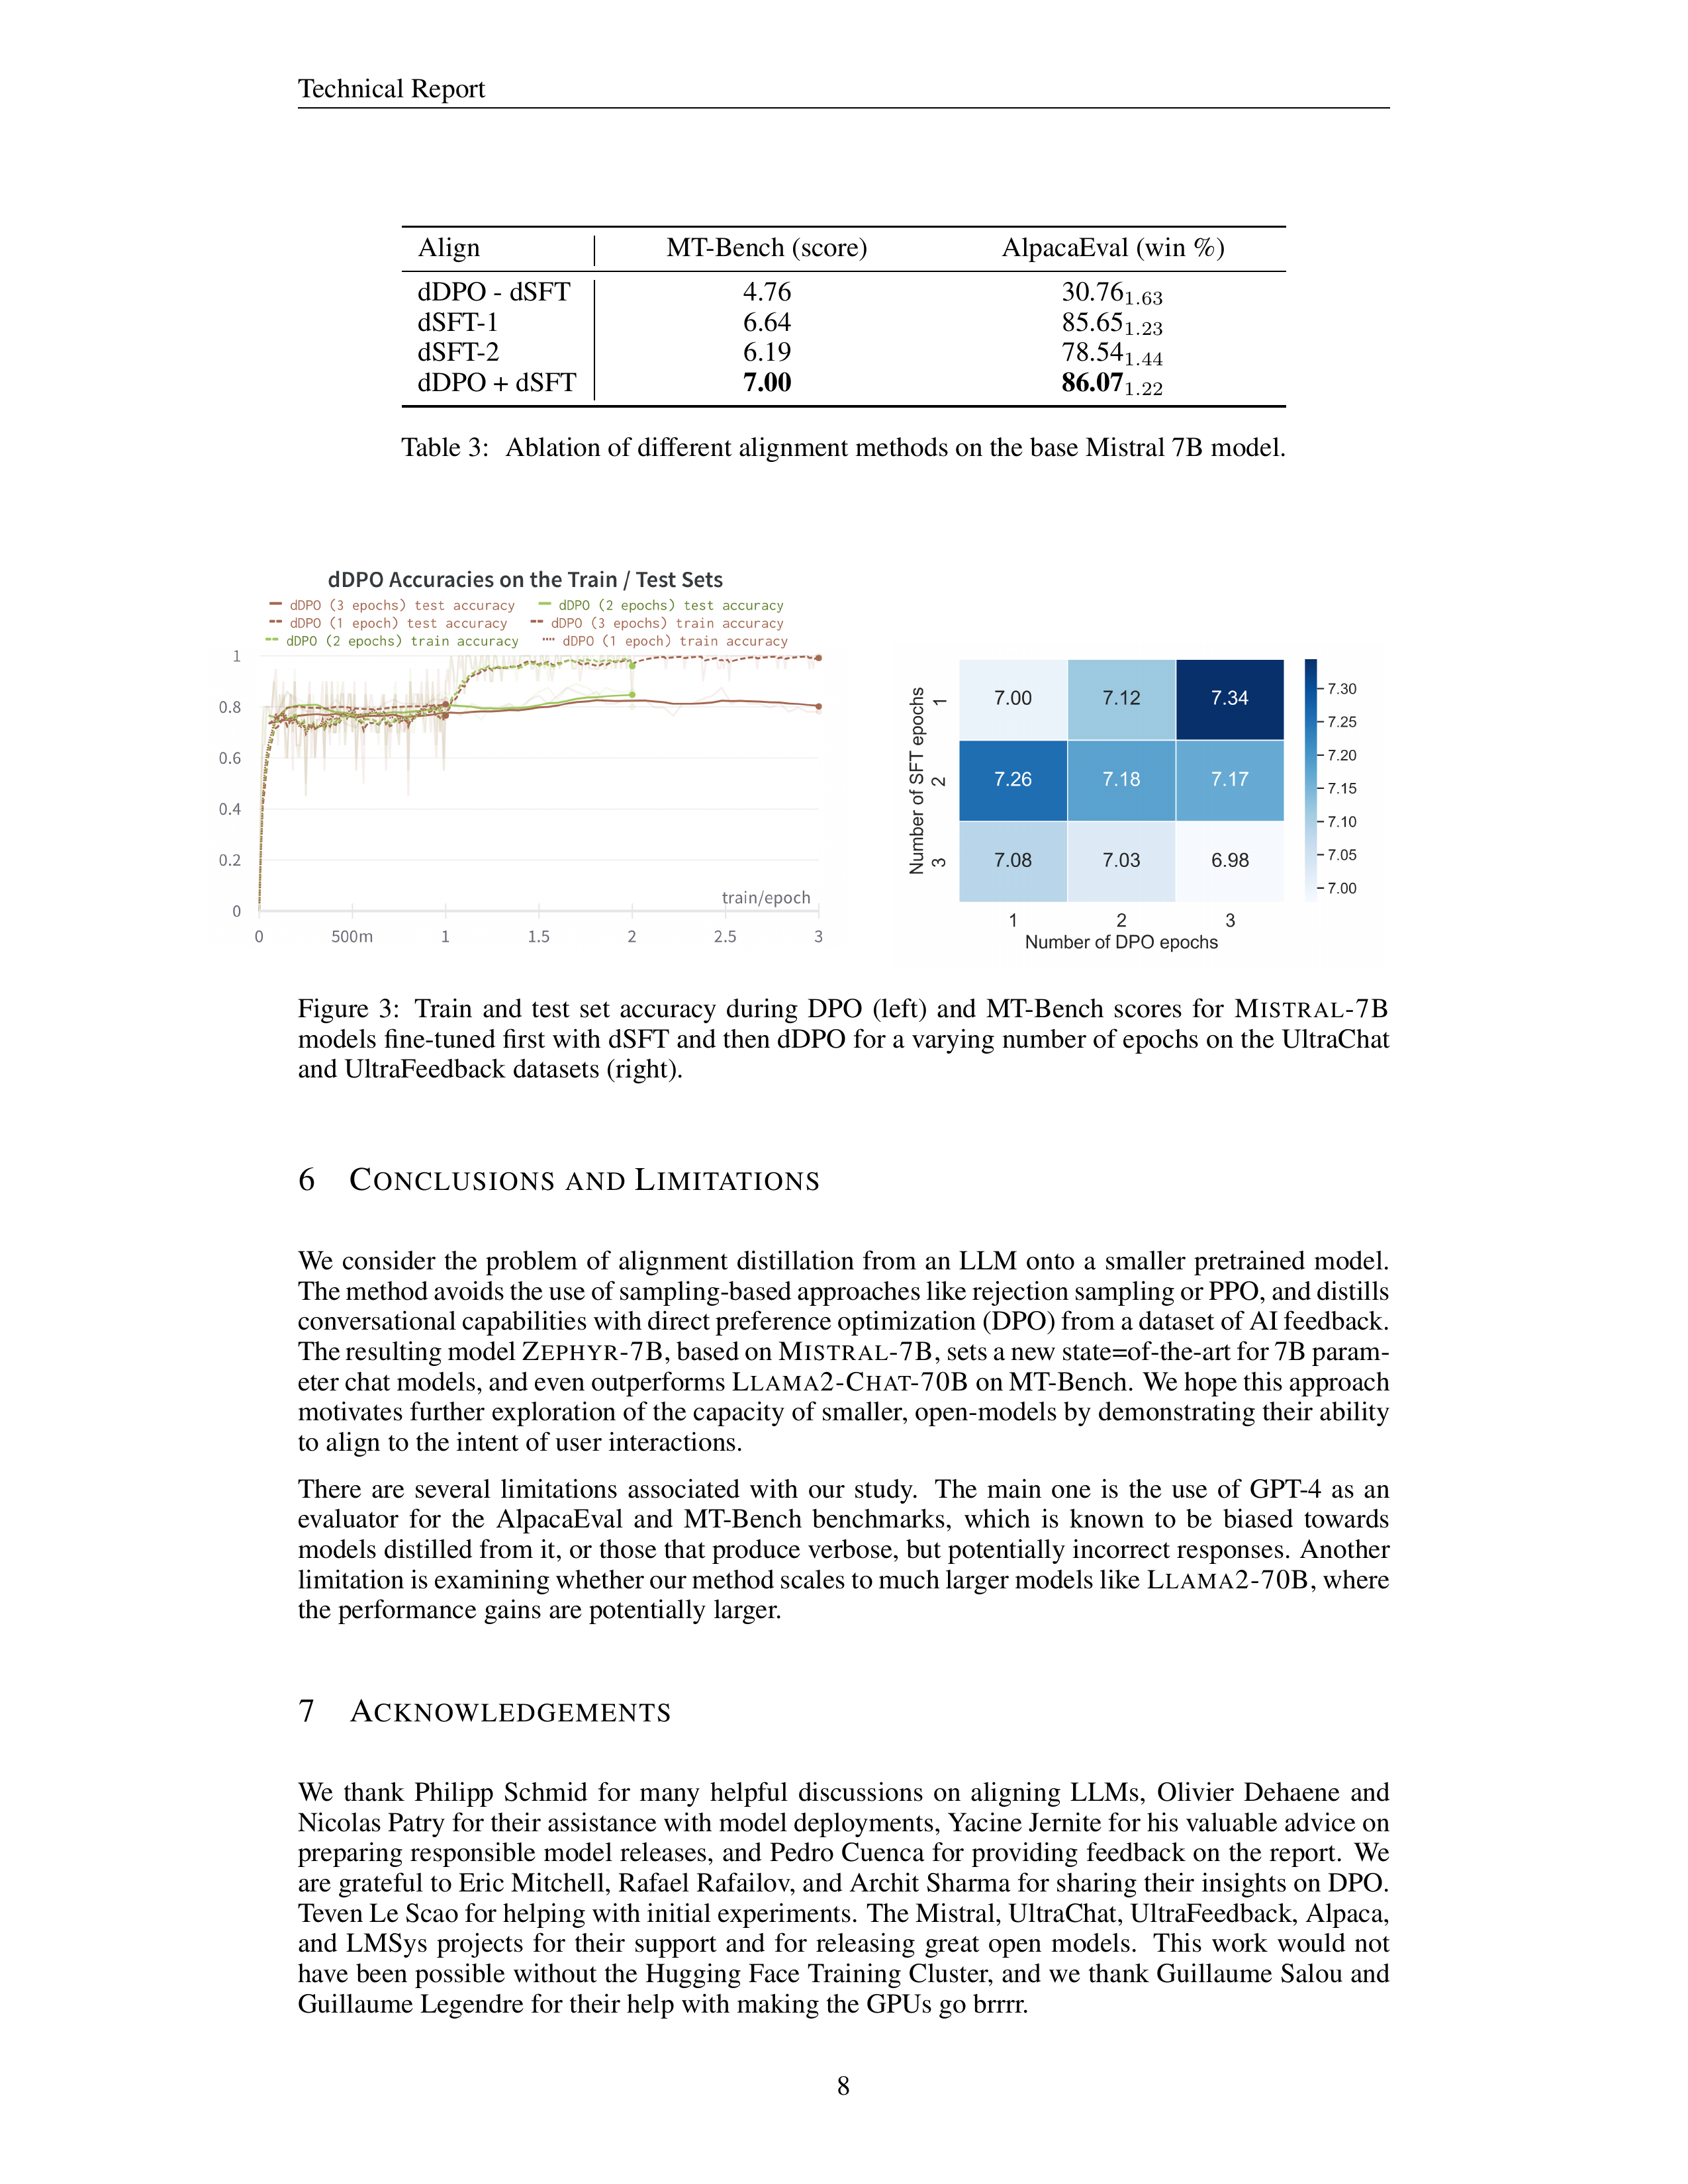 Technical Report
Align MT-Bench (score) AlpacaEval (win %)
dDPO - dSFT 4.76 30.761.63
dSFT-1 6.64 85.651.23
dSFT-2 6.19 78.541.44
dDPO + dSFT 7.00 86.071.22
Table 3: Ablation of different alignment methods on the base Mistral 7B model.
dDPO Accuracies on the Train / Test Sets
dDPO (3 epochs) test accuracy dDPO (2 epochs) test accuracy
dDPO (1 epoch) test accuracy dDPO (3 epochs) train accuracy
dDPO (2 epochs) train accuracy dDPO (1 epoch) train accuracy
1
0.8
0.6
0.4
0.2
0
train/epoch
0 500m 1 1.5 2 2.5 3
Number of SFT epochs
1 7.00 7.12 7.34
2 7.26 7.18 7.17
3 7.08 7.03 6.98
1 2 3
Number of DPO epochs
7.30
7.25
7.20
7.15
7.10
7.05
7.00
Figure 3: Train and test set accuracy during DPO (left) and MT-Bench scores for MISTRAL-7B
models fine-tuned first with dSFT and then dDPO for a varying number of epochs on the UltraChat
and UltraFeedback datasets (right).
6 CONCLUSIONS AND LIMITATIONS
We consider the problem of alignment distillation from an LLM onto a smaller pretrained model.
The method avoids the use of sampling-based approaches like rejection sampling or PPO, and distills
conversational capabilities with direct preference optimization (DPO) from a dataset of AI feedback.
The resulting model ZEPHYR-7B, based on MISTRAL-7B, sets a new state=of-the-art for 7B param-
eter chat models, and even outperforms LLAMA2-CHAT-70B on MT-Bench. We hope this approach
motivates further exploration of the capacity of smaller, open-models by demonstrating their ability
to align to the intent of user interactions.
There are several limitations associated with our study. The main one is the use of GPT-4 as an
evaluator for the AlpacaEval and MT-Bench benchmarks, which is known to be biased towards
models distilled from it, or those that produce verbose, but potentially incorrect responses. Another
limitation is examining whether our method scales to much larger models like LLAMA2-70B, where
the performance gains are potentially larger.
7 ACKNOWLEDGEMENTS
We thank Philipp Schmid for many helpful discussions on aligning LLMs, Olivier Dehaene and
Nicolas Patry for their assistance with model deployments, Yacine Jernite for his valuable advice on
preparing responsible model releases, and Pedro Cuenca for providing feedback on the report. We
are grateful to Eric Mitchell, Rafael Rafailov, and Archit Sharma for sharing their insights on DPO.
Teven Le Scao for helping with initial experiments. The Mistral, UltraChat, UltraFeedback, Alpaca,
and LMSys projects for their support and for releasing great open models. This work would not
have been possible without the Hugging Face Training Cluster, and we thank Guillaume Salou and
Guillaume Legendre for their help with making the GPUs go brrrr.
8